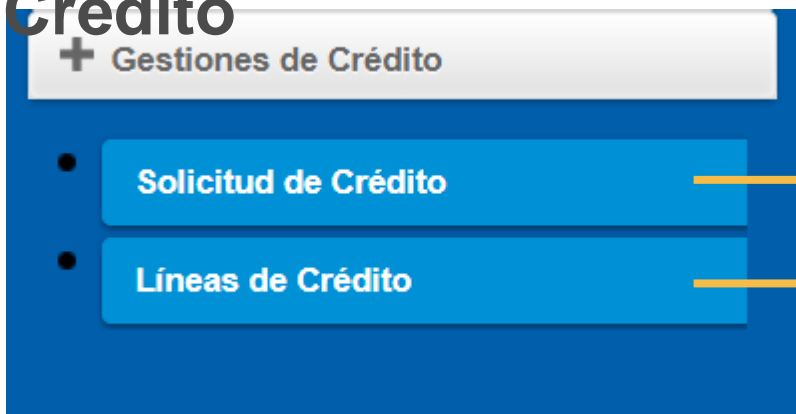 Crédito
Gestiones de Crédito
Solicitud de Crédito
Líneas de Crédito